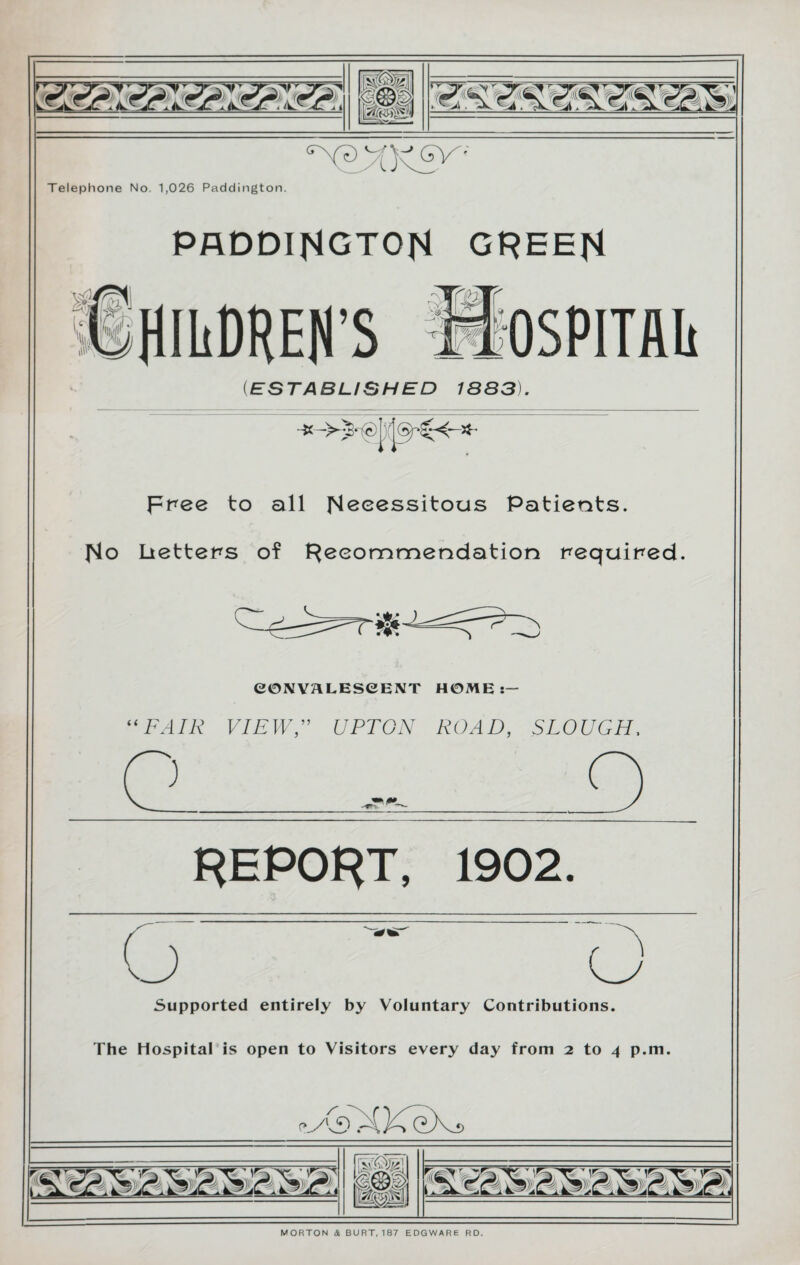 Telephone No. 1,026 Paddington.
PADDINGTON GREEN
CHILDREN'S HOSPITAL
(ESTABLISHED 1883).
Free to all Necessitous Patients.
No Letters of Recommendation required.
CONVALESCENT HOME:—
“FAIR VIEW,” UPTON ROAD, SLOUGH,
REPORT, 1902.
Supported entirely by Voluntary Contributions.
The Hospital is open to Visitors every day from 2 to 4 p.m.
MORTON & BURT, 187 EDGWARE RD.